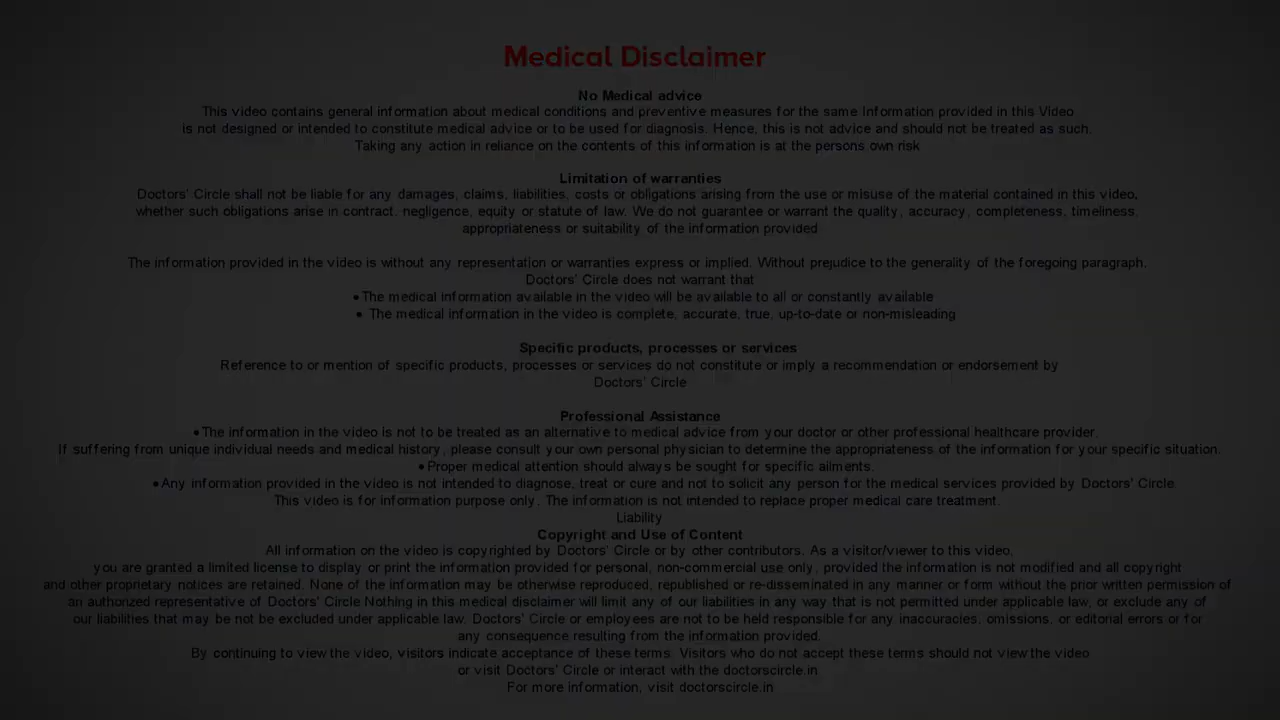 Medical Disclaimer
No Medical advice
This video contains general information about medical conditions and preventive measures for the same Information provided in this Video
is not designed or intended to constitute medical advice or to be used for diagnosis. Hence, this is not advice and should not be treated as such.
Taking any action in reliance on the contents of this information is at the persons own risk
Limitation of warranties
Doctors' Circle shall not be liable for any damages, claims, liabilities, costs or obligations arising from the use or misuse of the material contained in this video,
whether such obligations arise in contract, negligence, equity or statute of law. We do not guarantee or warrant the quality, accuracy, completeness, timeliness,
appropriateness or suitability of the information provided
The information provided in the video is without any representation or warranties express or implied. Without prejudice to the generality of the foregoing paragraph.
Doctors' Circle does not warrant that
• The medical information available in the video will be available to all or constantly available
• The medical information in the video is complete, accurate, true, up-to-date or non-misleading
Specific products, processes or services
Reference to or mention of specific products, processes or services do not constitute or imply a recommendation or endorsement by
Doctors' Circle
Professional Assistance
• The information in the video is not to be treated as an alternative to medical advice from your doctor or other professional healthcare provider.
If suffering from unique individual needs and medical history, please consult your own personal physician to determine the appropriateness of the information for your specific situation.
• Proper medical attention should always be sought for specific ailments.
• Any information provided in the video is not intended to diagnose, treat or cure and not to solicit any person for the medical services provided by Doctors' Circle.
This video is for information purpose only. The information is not intended to replace proper medical care treatment.
Liability
Copyright and Use of Content
All information on the video is copyrighted by Doctors' Circle or by other contributors. As a visitor/viewer to this video,
you are granted a limited license to display or print the information provided for personal, non-commercial use only, provided the information is not modified and all copyright
and other proprietary notices are retained. None of the information may be otherwise reproduced, republished or re-disseminated in any manner or form without the prior written permission of
an authorized representative of Doctors' Circle Nothing in this medical disclaimer will limit any of our liabilities in any way that is not permitted under applicable law, or exclude any of
our liabilities that may be not be excluded under applicable law. Doctors' Circle or employees are not to be held responsible for any inaccuracies, omissions, or editorial errors or for
any consequence resulting from the information provided.
By continuing to view the video, visitors indicate acceptance of these terms. Visitors who do not accept these terms should not view the video
or visit Doctors' Circle or interact with the doctorscircle.in
For more information, visit doctorscircle.in